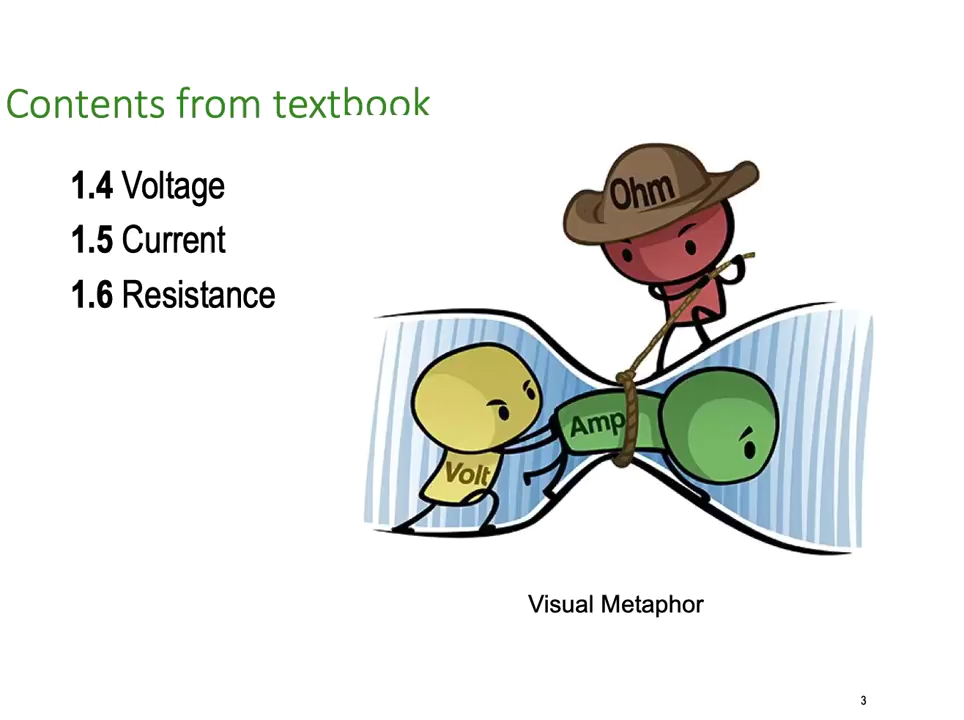 Contents from textbook
1.4 Voltage
1.5 Current
1.6 Resistance
Ohm
Amp
Volt
Visual Metaphor
3